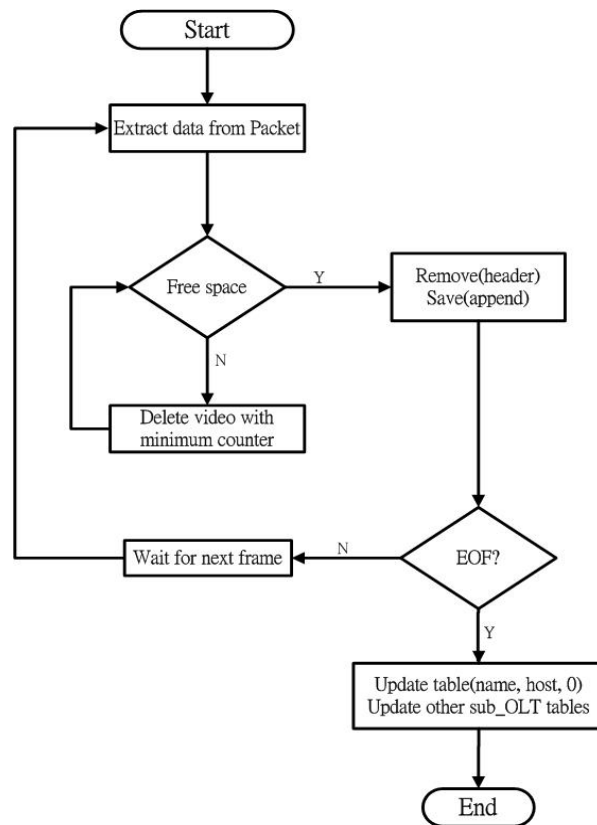 Start
Extract data from Packet
Free space
Y
Remove(header)
Save(append)
N
Delete video with
minimum counter
Wait for next frame
N
EOF?
Y
Update table(name, host, 0)
Update other sub_OLT tables
End